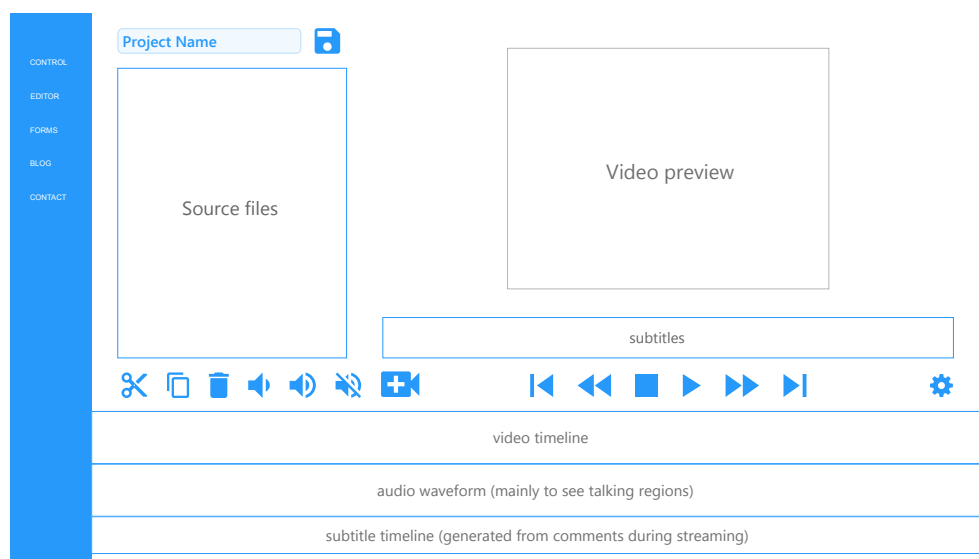 CONTROL
EDITOR
FORMS
BLOG
CONTACT
Project Name
Source files
Video preview
subtitles
video timeline
audio waveform (mainly to see talking regions)
subtitle timeline (generated from comments during streaming)